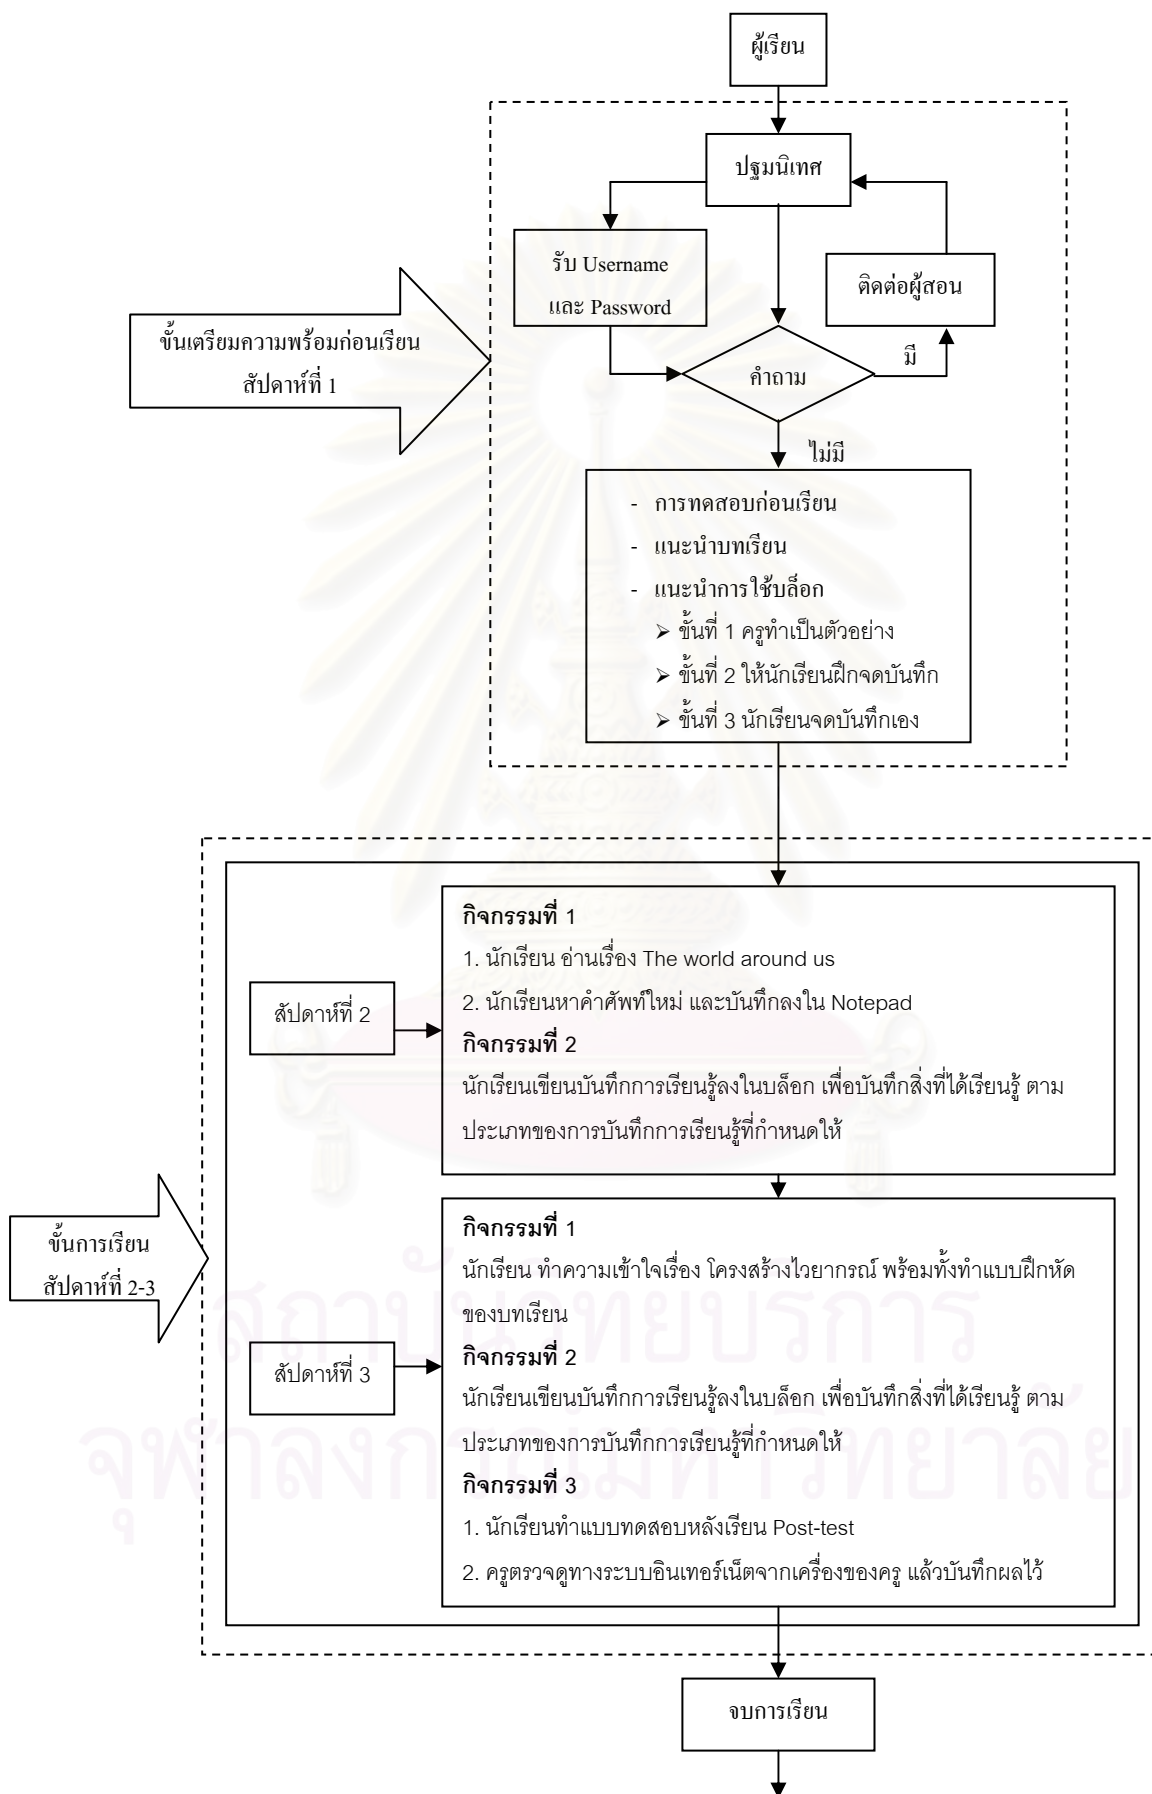 ผู้เรียน
ปฐมนิเทศ
รับ Username
และ Password
ติดต่อผู้สอน
ขั้นเตรียมความพร้อมก่อนเรียน
สัปดาห์ที่ 1
คำถาม
มี
ไม่มี
- การทดสอบก่อนเรียน
- แนะนำบทเรียน
- แนะนำการใช้บล็อก
➢ ขั้นที่ 1 ครูทำเป็นตัวอย่าง
➢ ขั้นที่ 2 ให้นักเรียนฝึกจดบันทึก
➢ ขั้นที่ 3 นักเรียนจดบันทึกเอง
สัปดาห์ที่ 2
กิจกรรมที่ 1
1. นักเรียน อ่านเรื่อง The world around us
2. นักเรียนหาคำศัพท์ใหม่ และบันทึกลงใน Notepad
กิจกรรมที่ 2
นักเรียนเขียนบันทึกการเรียนรู้ลงในบล็อก เพื่อบันทึกสิ่งที่ได้เรียนรู้ ตาม
ประเภทของการบันทึกการเรียนรู้ที่กำหนดให้
ขั้นการเรียน
สัปดาห์ที่ 2-3
สัปดาห์ที่ 3
กิจกรรมที่ 1
นักเรียน ทำความเข้าใจเรื่อง โครงสร้างไวยากรณ์ พร้อมทั้งทำแบบฝึกหัด
ของบทเรียน
กิจกรรมที่ 2
นักเรียนเขียนบันทึกการเรียนรู้ลงในบล็อก เพื่อบันทึกสิ่งที่ได้เรียนรู้ ตาม
ประเภทของการบันทึกการเรียนรู้ที่กำหนดให้
กิจกรรมที่ 3
1. นักเรียนทำแบบทดสอบหลังเรียน Post-test
2. ครูตรวจดูทางระบบอินเทอร์เน็ตจากเครื่องของครู แล้วบันทึกผลไว้
สถาบันวิทยบริการ
จุฬาลงกรณ์มหาวิทยาลัย
จบการเรียน